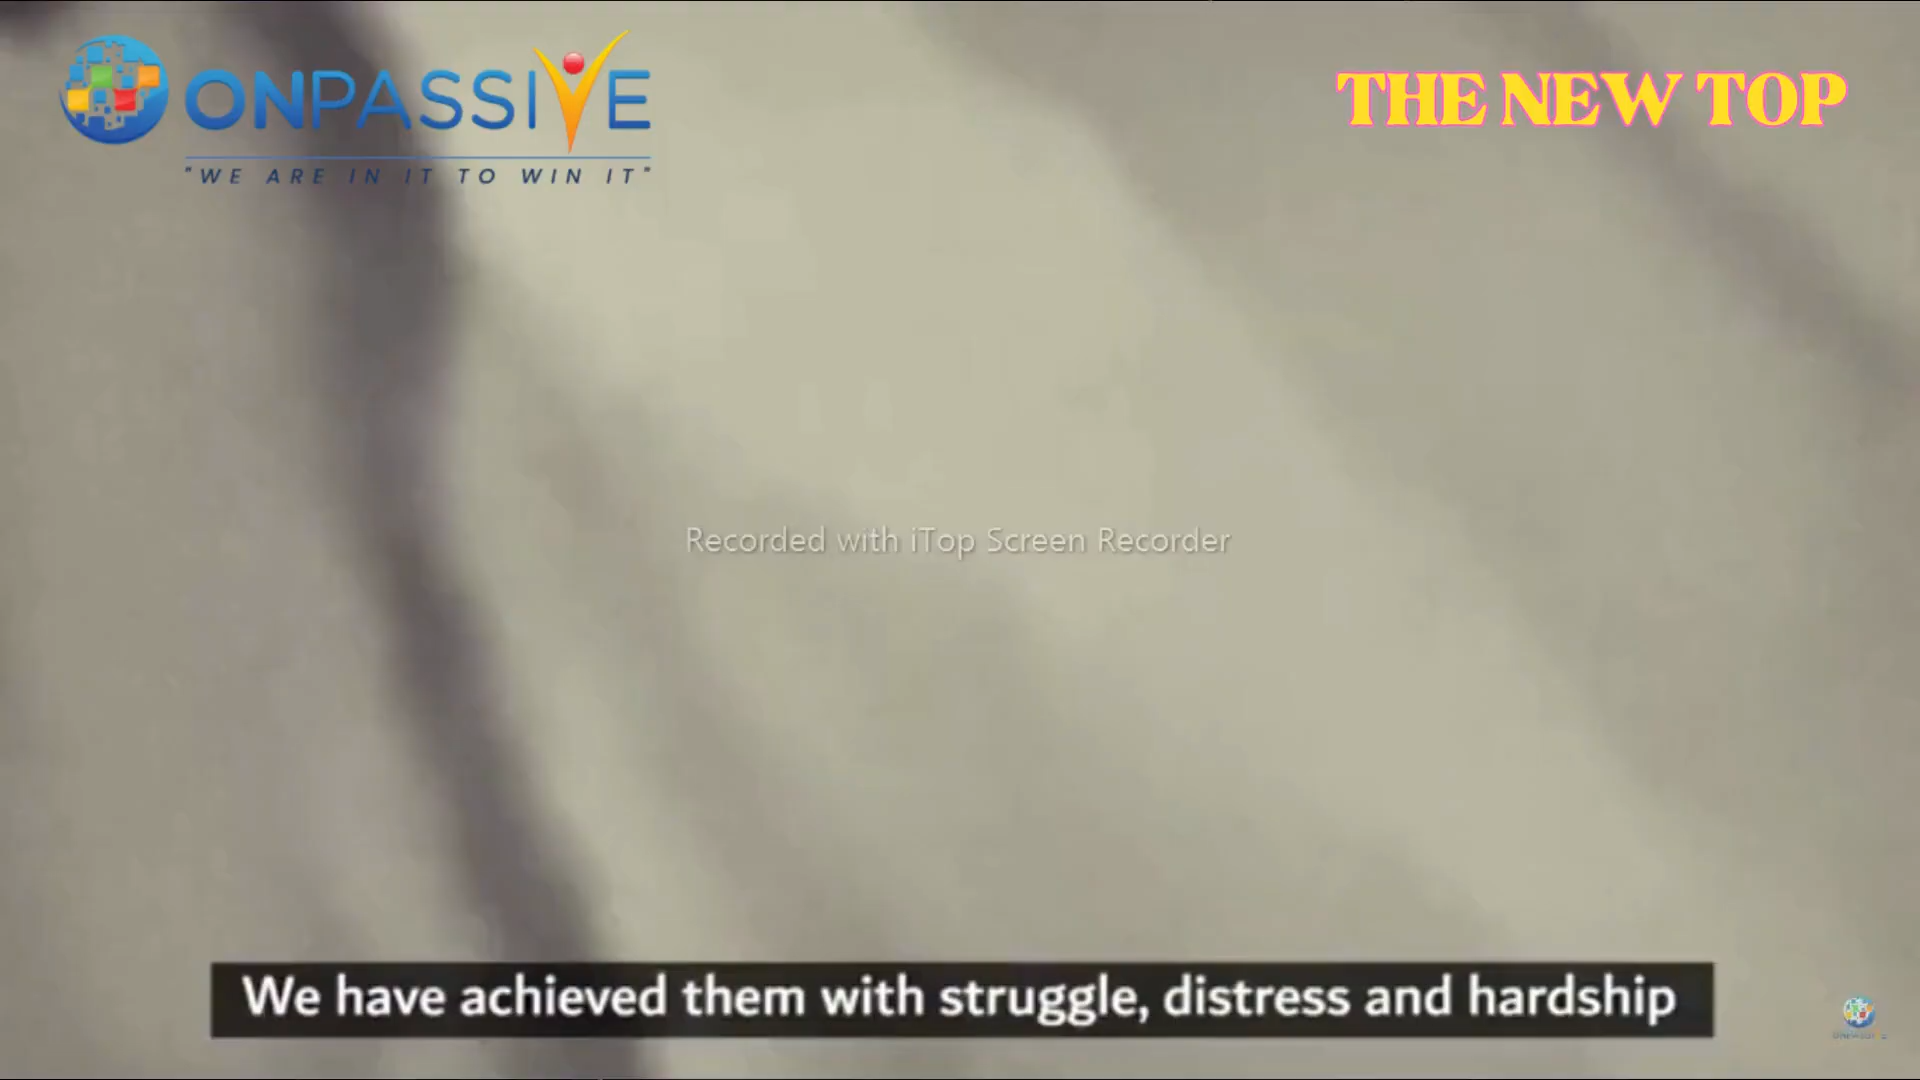 ONPASSIVE
"WE ARE IN IT TO WIN IT"
THE NEW TOP
Recorded with iTop Screen Recorder
We have achieved them with struggle, distress and hardship
ONPASSIVE